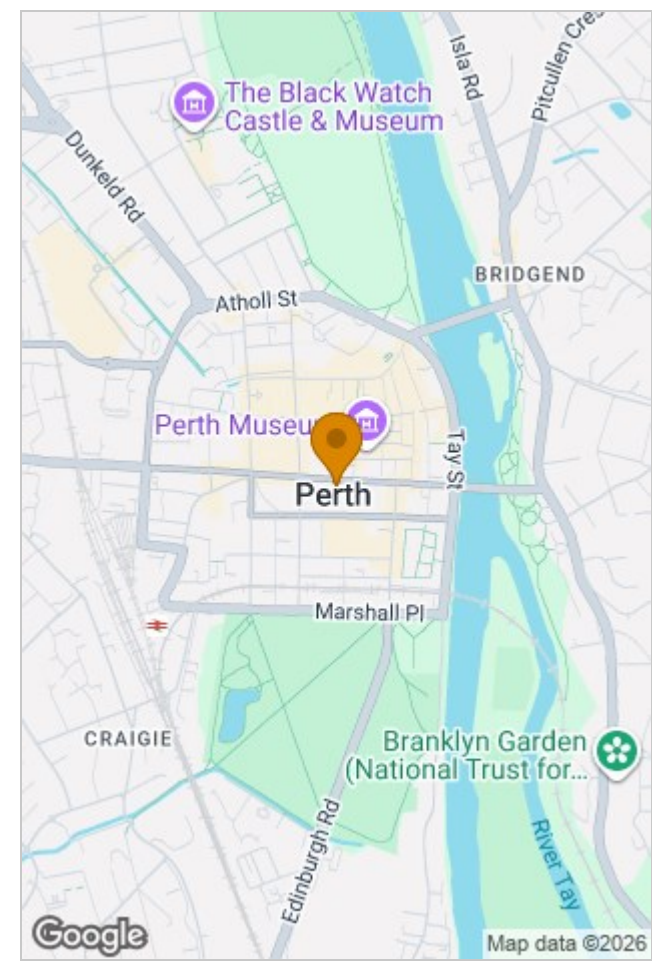 Isla Rd
Pitcullen Cres
The Black Watch
Castle & Museum
Dunkeld Rd
BRIDGEND
Atholl St
Perth Museu
Tay St
Perth
Marshall Pl
CRAIGIE
Branklyn Garden
(National Trust for...
Edinburgh Rd
River Tay
Google
Map data ©2026